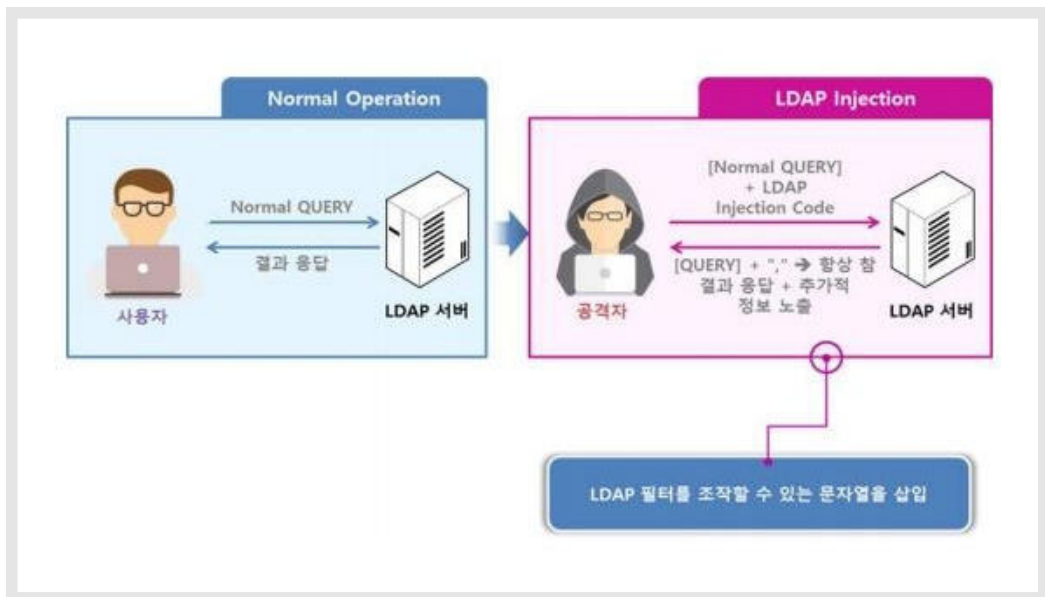 Normal Operation
Normal QUERY
결과 응답
사용자
LDAP 서버
LDAP Injection
[Normal QUERY]
+ LDAP
Injection Code
[QUERY] + "," → 항상 참
결과 응답 + 추가적
정보 노출
공격자
LDAP 서버
LDAP 필터를 조작할 수 있는 문자열을 삽입